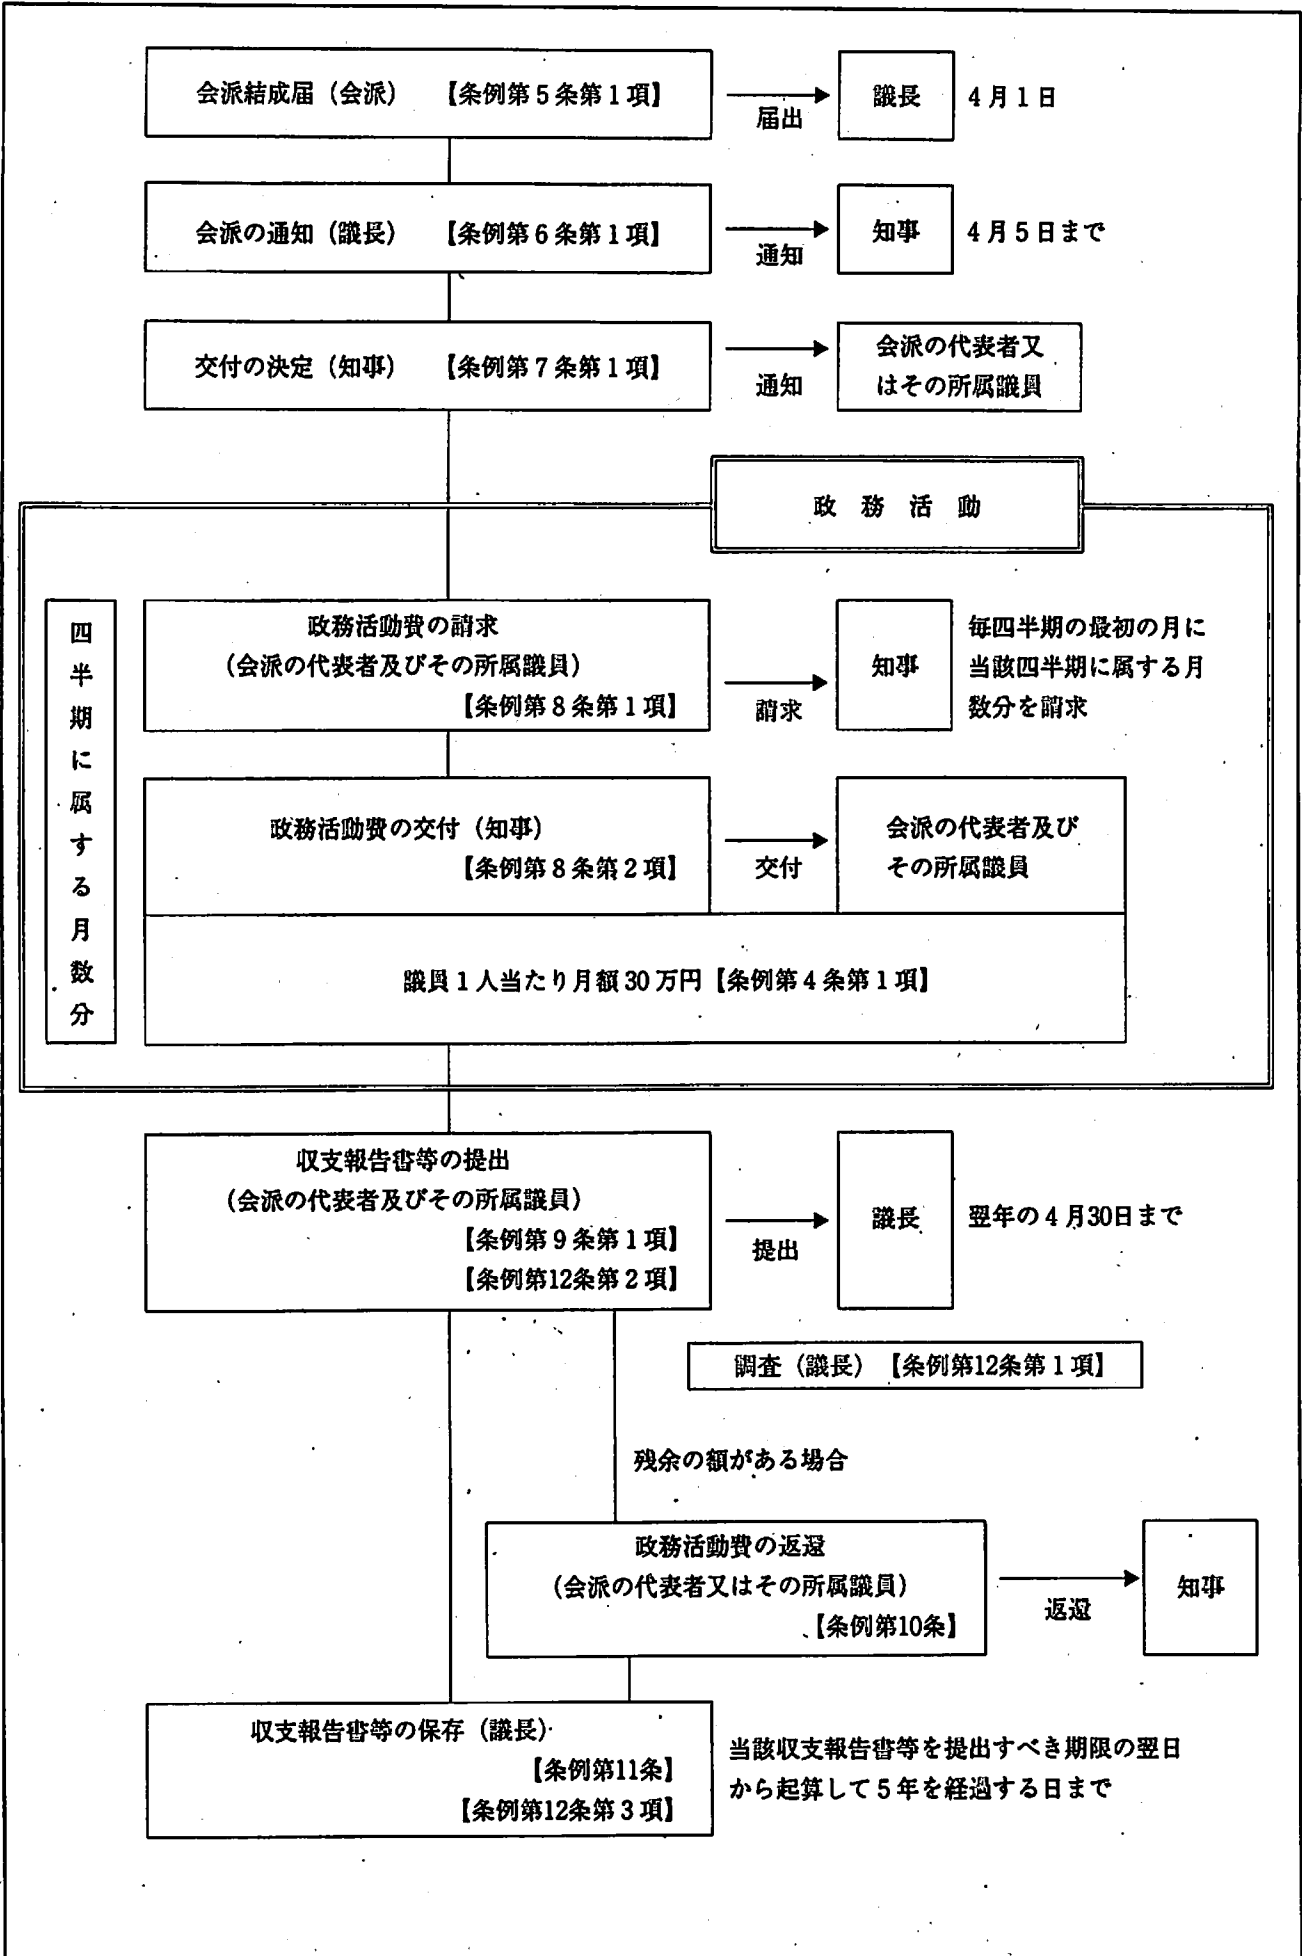 会派結成届（会派）　【条例第５条第１項】
届出
議長
４月１日
会派の通知（議長）　【条例第６条第１項】
通知
知事
４月５日まで
交付の決定（知事）　【条例第７条第１項】
通知
会派の代表者又
はその所属議員
政　務　活　動
四半期に属する月数分
政務活動費の請求
（会派の代表者及びその所属議員）
【条例第８条第１項】
請求
知事
毎四半期の最初の月に
当該四半期に属する月
数分を請求
政務活動費の交付（知事）
【条例第８条第２項】
交付
会派の代表者及び
その所属議員
議員１人当たり月額30万円【条例第４条第１項】
収支報告書等の提出
（会派の代表者及びその所属議員）
【条例第９条第１項】
【条例第12条第２項】
提出
議長
翌年の４月30日まで
調査（議長）【条例第12条第１項】
残余の額がある場合
政務活動費の返還
（会派の代表者又はその所属議員）
【条例第10条】
返還
知事
収支報告書等の保存（議長）
【条例第11条】
【条例第12条第３項】
当該収支報告書等を提出すべき期限の翌日
から起算して５年を経過する日まで